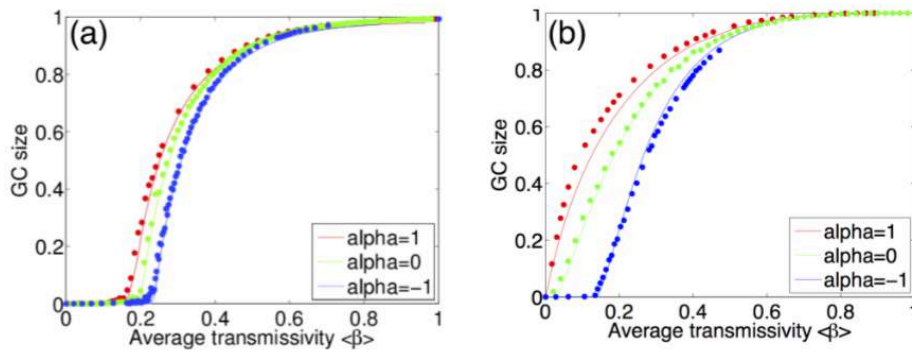 (a)
1
0.8
0.6
0.4
0.2
0
GC size
alpha=1
alpha=0
alpha=−1
0 0.2 0.4 0.6 0.8 1
Average transmissivity <β>
(b)
1
0.8
0.6
0.4
0.2
0
GC size
alpha=1
alpha=0
alpha=−1
0 0.2 0.4 0.6 0.8 1
Average transmissivity <β>